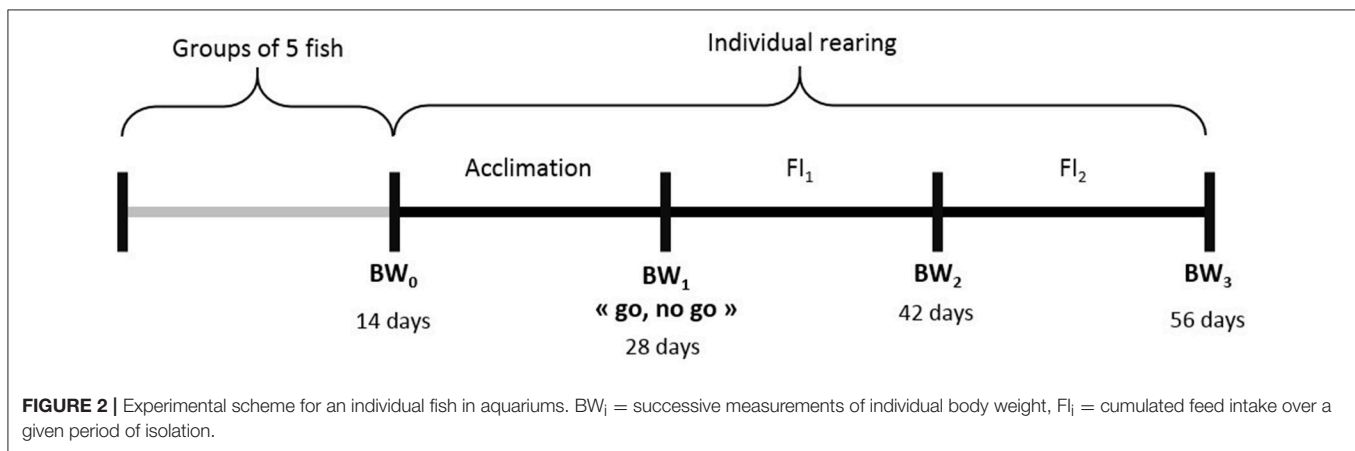 Groups of 5 fish
Individual rearing
Acclimation
FI₁
FI₂
BW₀
BW₁
BW₂
BW₃
« go, no go »
14 days
28 days
42 days
56 days
FIGURE 2 | Experimental scheme for an individual fish in aquariums. BWᵢ = successive measurements of individual body weight, FIᵢ = cumulated feed intake over a
given period of isolation.